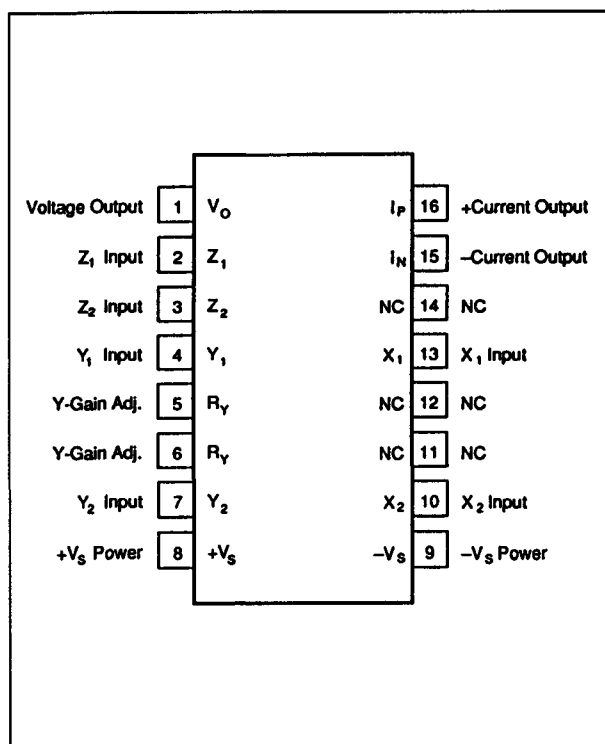 Voltage Output 1 V_O I_P 16 +Current Output
Z_1 Input 2 Z_1 I_N 15 –Current Output
Z_2 Input 3 Z_2 NC 14 NC
Y_1 Input 4 Y_1 X_1 13 X_1 Input
Y-Gain Adj. 5 R_Y NC 12 NC
Y-Gain Adj. 6 R_Y NC 11 NC
Y_2 Input 7 Y_2 X_2 10 X_2 Input
+V_S Power 8 +V_S –V_S 9 –V_S Power